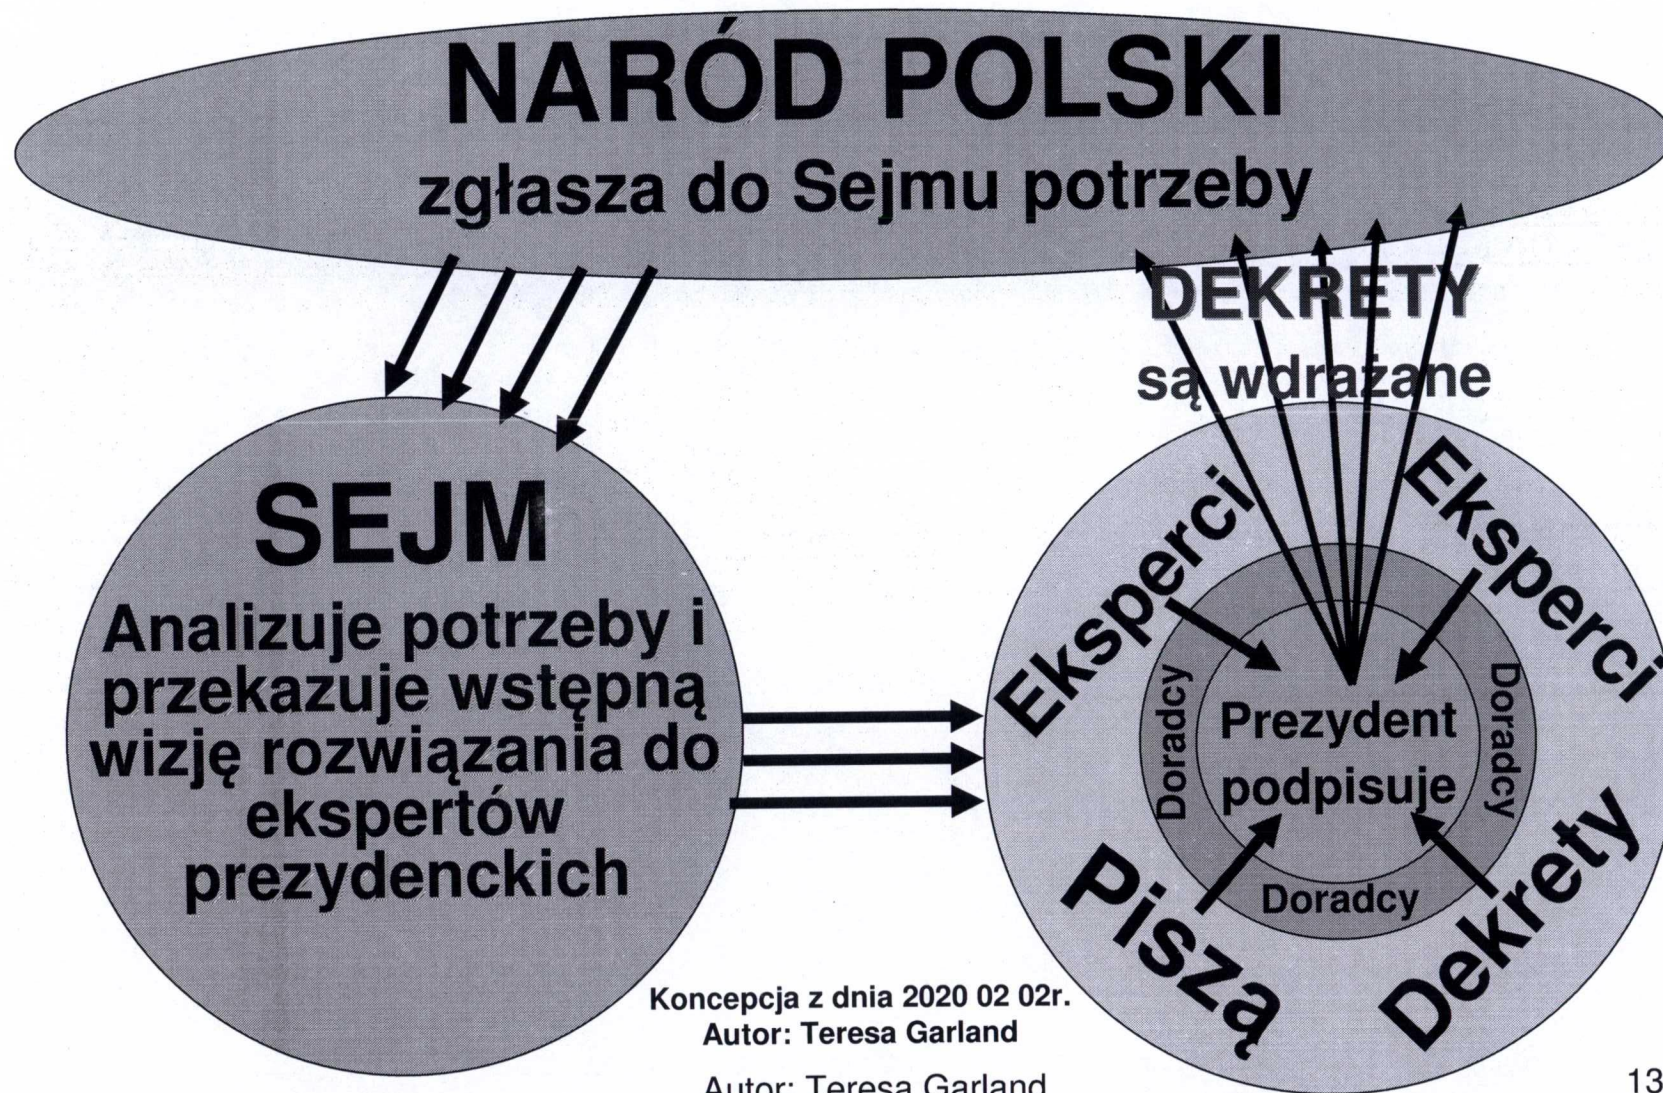 NARÓD POLSKI
zgłasza do Sejmu potrzeby
DEKRETY
są wdrażane
SEJM
Analizuje potrzeby i
przekazuje wstępną
wizję rozwiązania do
ekspertów
prezydenckich
Eksperci
Eksperci
Doradcy
Doradcy
Prezydent
podpisuje
Doradcy
Piszą
Dekrety
Koncepcja z dnia 2020 02 02r.
Autor: Teresa Garland
Autor: Teresa Garland
13